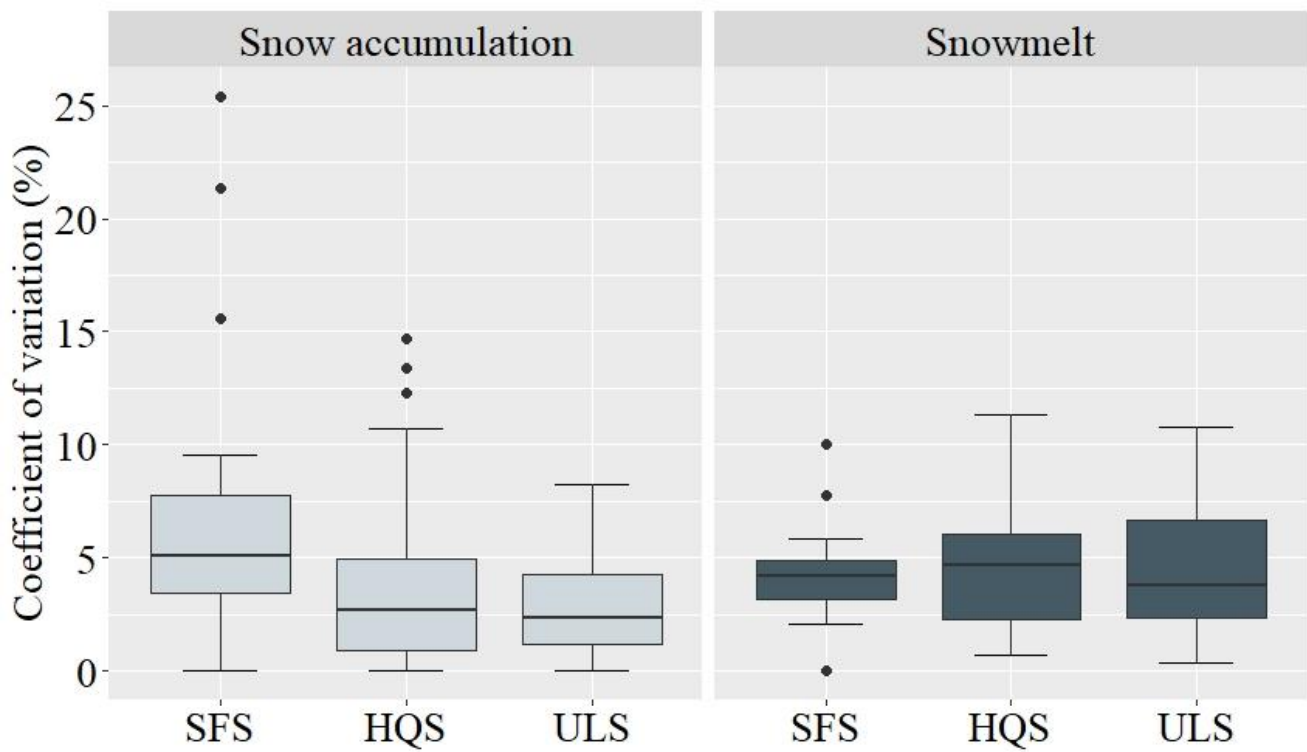 Snow accumulation
Snowmelt
Coefficient of variation (%)
25
20
15
10
5
0
SFS
HQS
ULS
SFS
HQS
ULS